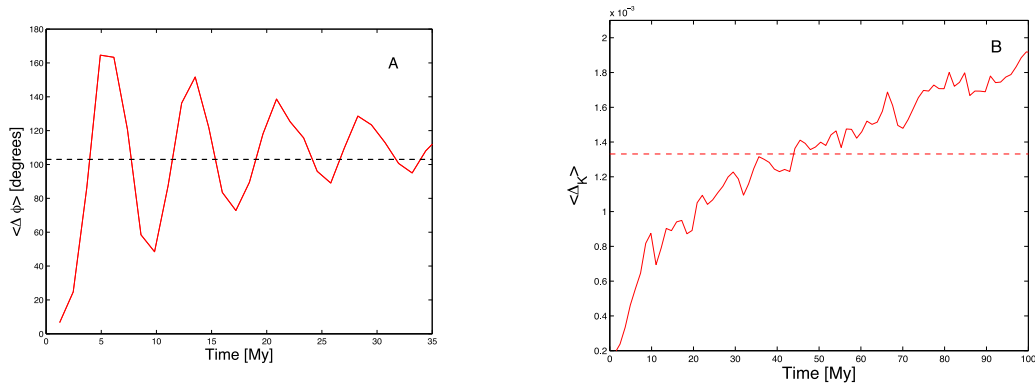 A
180
160
140
120
100
80
60
40
20
0
<Δ ϕ> [degrees]
0 5 10 15 20 25 30 35
Time [My]
x 10⁻³
B
2
1.8
1.6
1.4
1.2
1
0.8
0.6
0.4
0.2
<Δ_K>
0 10 20 30 40 50 60 70 80 90 100
Time [My]